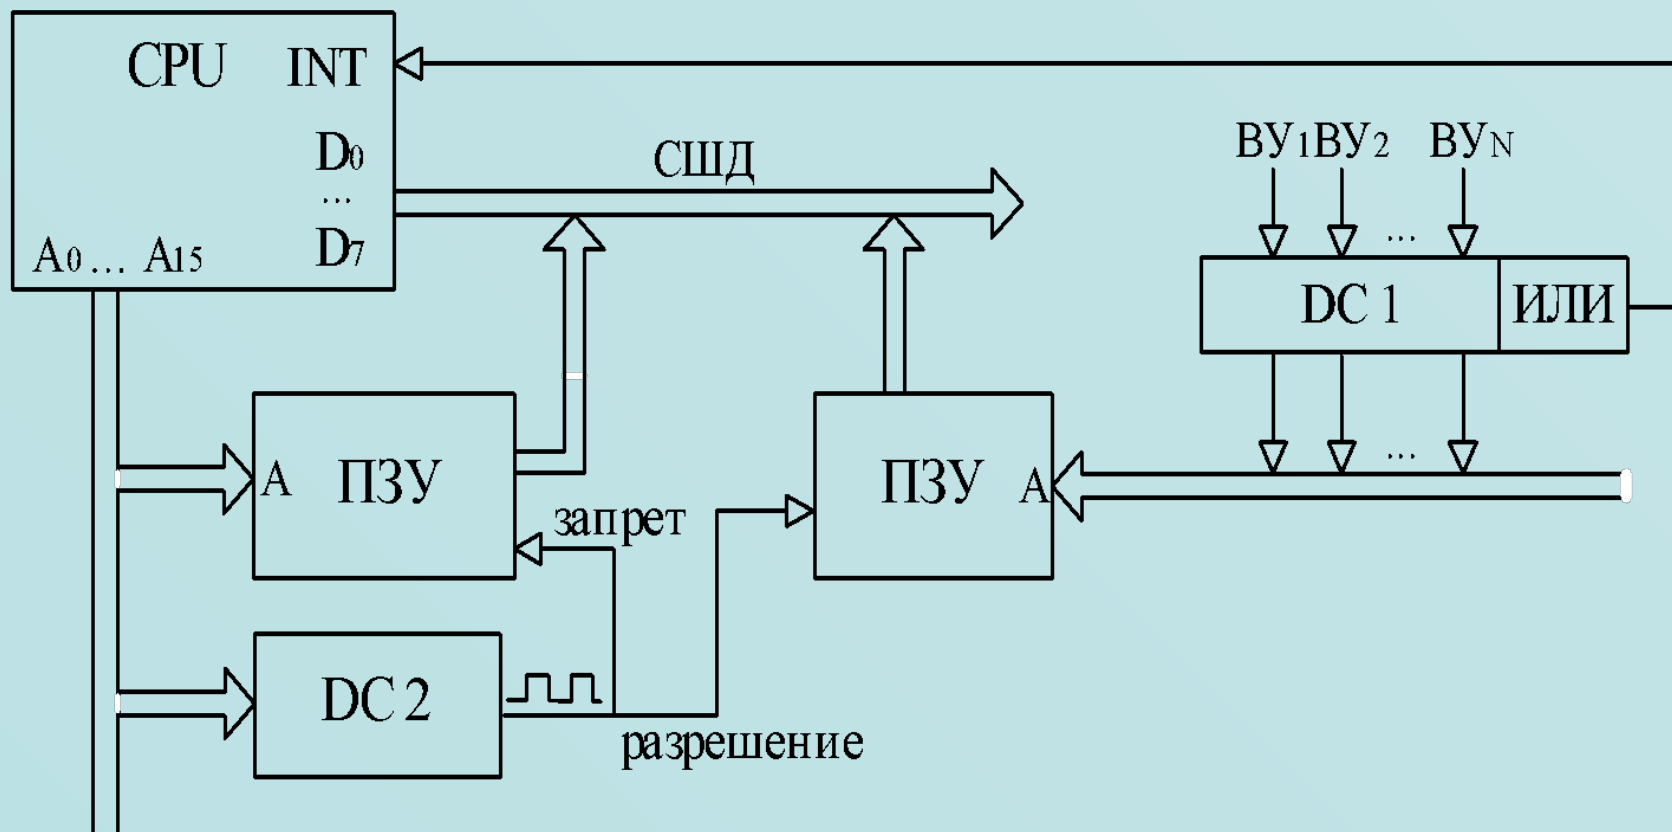 CPU INT
D0
...
D7
A0 ... A15
СШД
ВУ1 ВУ2 ВУN
...
DC 1 ИЛИ
...
А ПЗУ
запрет
ПЗУ А
DC 2
разрешение